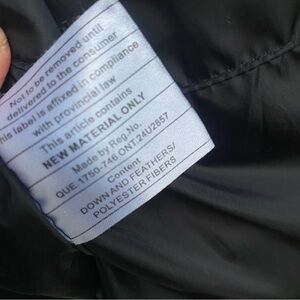 Not to be removed until
delivered to the consumer
This label is affixed in compliance
with provincial law
This article contains
NEW MATERIAL ONLY
Made by Reg.No.
QUE.1750-746 ONT.24U2857
Content
DOWN AND FEATHERS/
POLYESTER FIBERS